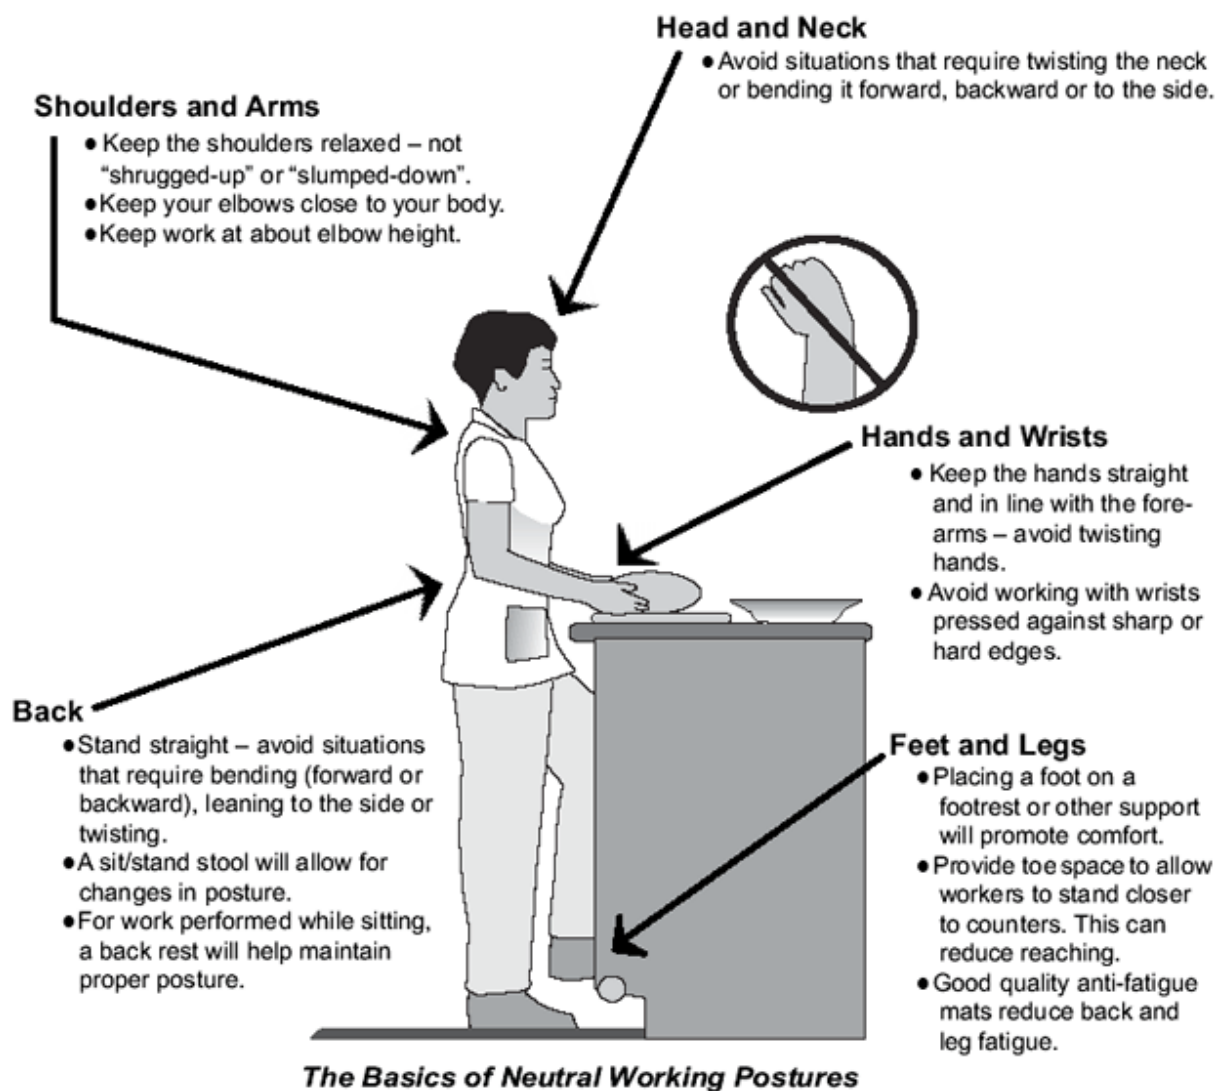 Head and Neck
● Avoid situations that require twisting the neck
or bending it forward, backward or to the side.
Shoulders and Arms
● Keep the shoulders relaxed – not
“shrugged-up” or “slumped-down”.
● Keep your elbows close to your body.
● Keep work at about elbow height.
Hands and Wrists
● Keep the hands straight
and in line with the fore-
arms – avoid twisting
hands.
● Avoid working with wrists
pressed against sharp or
hard edges.
Back
● Stand straight – avoid situations
that require bending (forward or
backward), leaning to the side or
twisting.
● A sit/stand stool will allow for
changes in posture.
● For work performed while sitting,
a back rest will help maintain
proper posture.
Feet and Legs
● Placing a foot on a
footrest or other support
will promote comfort.
● Provide toe space to allow
workers to stand closer
to counters. This can
reduce reaching.
● Good quality anti-fatigue
mats reduce back and
leg fatigue.
The Basics of Neutral Working Postures